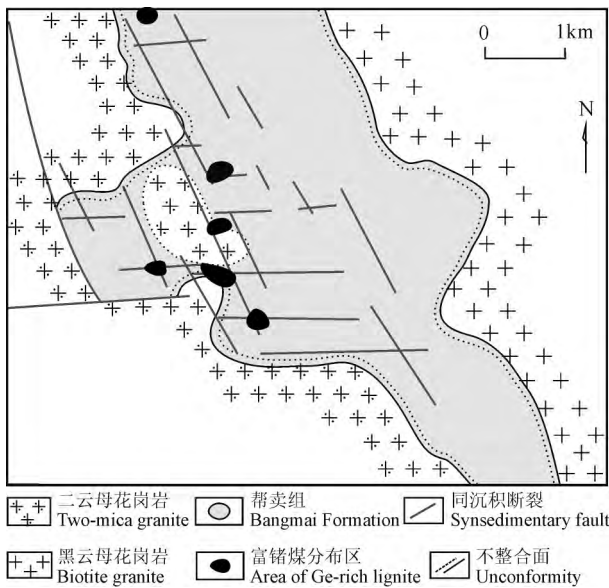 0 1km
N
二云母花岗岩
Two-mica granite
帮卖组
Bangmai Formation
同沉积断裂
Synsedimentary fault
黑云母花岗岩
Biotite granite
富锗煤分布区
Area of Ge-rich lignite
不整合面
Unconformity